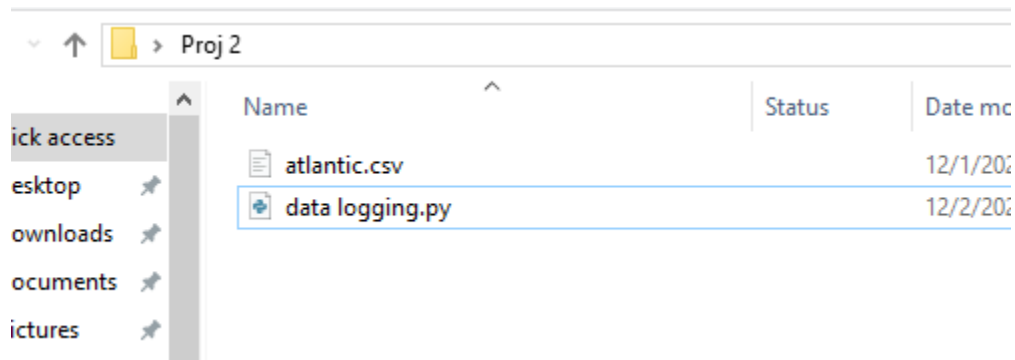 Proj 2
Name Status Date mo
ick access
esktop
ownloads
ocuments
ictures
atlantic.csv 12/1/202
data logging.py 12/2/202